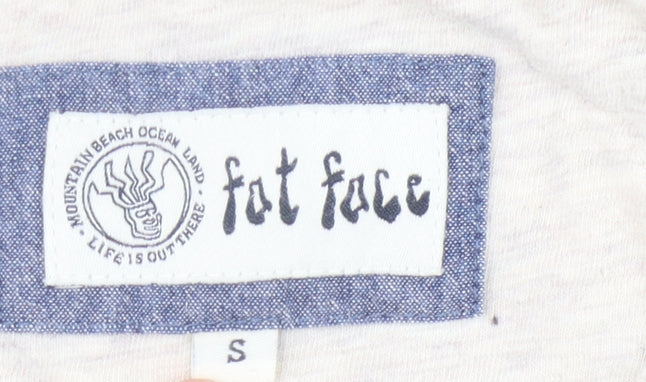 MOUNTAIN BEACH OCEAN LAND
LIFE IS OUT THERE
fat face
S